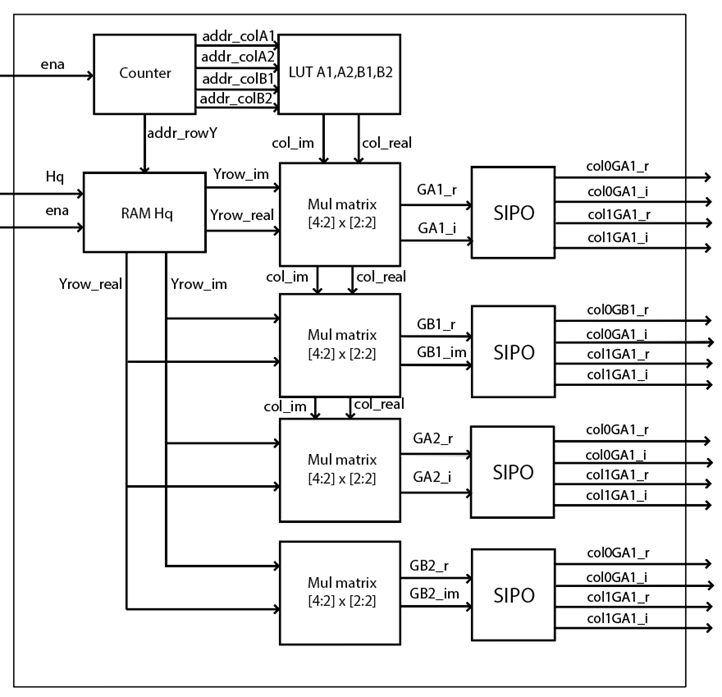 ena
Counter
addr_colA1
addr_colA2
addr_colB1
addr_colB2
LUT A1,A2,B1,B2
addr_rowY
col_im
col_real
Hq
ena
RAM Hq
Yrow_im
Yrow_real
Mul matrix
[4:2] x [2:2]
GA1_r
GA1_i
SIPO
col0GA1_r
col0GA1_i
col1GA1_r
col1GA1_i
Yrow_real
Yrow_im
col_im
col_real
Mul matrix
[4:2] x [2:2]
GB1_r
GB1_im
SIPO
col0GB1_r
col0GA1_i
col1GA1_r
col1GA1_i
col_im
col_real
Mul matrix
[4:2] x [2:2]
GA2_r
GA2_i
SIPO
col0GA1_r
col0GA1_i
col1GA1_r
col1GA1_i
Mul matrix
[4:2] x [2:2]
GB2_r
GB2_im
SIPO
col0GA1_r
col0GA1_i
col1GA1_r
col1GA1_i